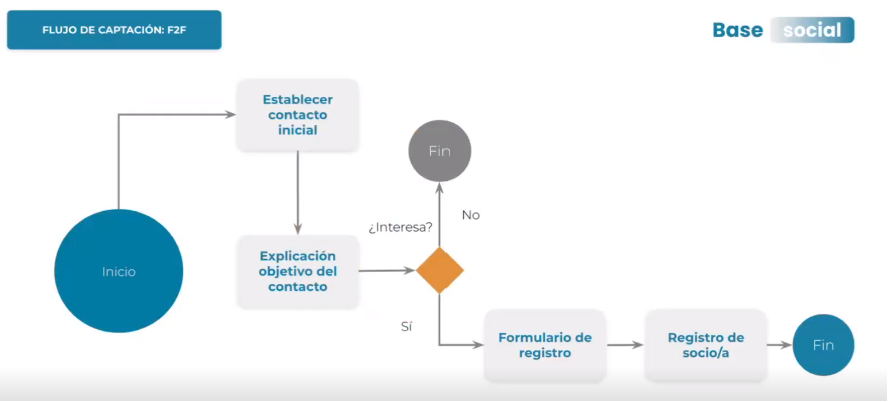 FLUJO DE CAPTACIÓN: F2F
Base social
Establecer
contacto
inicial
Fin
No
¿Interesa?
Inicio
Explicación
objetivo del
contacto
Sí
Formulario de
registro
Registro de
socio/a
Fin